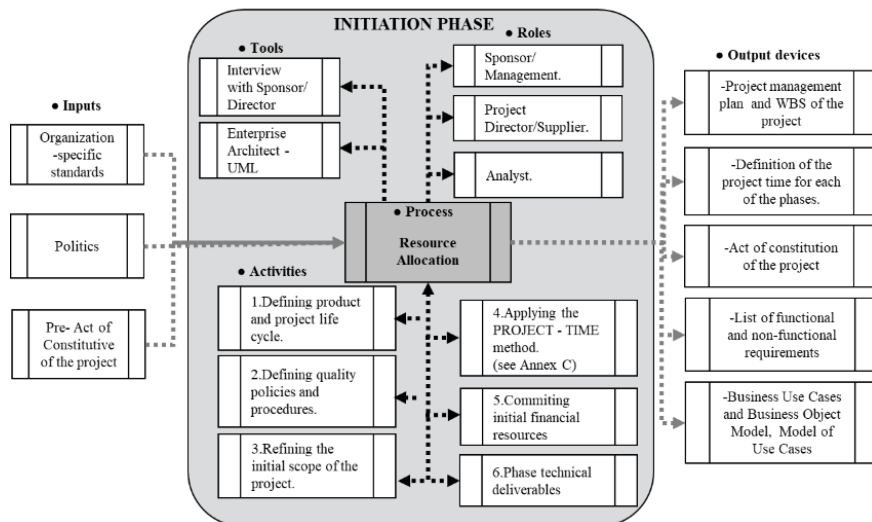 INITIATION PHASE
● Inputs
Organization
-specific
standards
Politics
Pre- Act of
Constitutive
of the project
● Tools
Interview
with Sponsor/
Director
Enterprise
Architect -
UML
● Roles
Sponsor/
Management.
Project
Director/Supplier.
Analyst.
● Process
Resource
Allocation
● Activities
1.Defining product
and project life
cycle.
2.Defining quality
policies and
procedures.
3.Refining the
initial scope of the
project.
4.Applying the
PROJECT - TIME
method.
(see Annex C)
5.Commiting
initial financial
resources
6.Phase technical
deliverables
● Output devices
-Project management
plan and WBS of the
project
-Definition of the
project time for each
of the phases.
-Act of constitution
of the project
-List of functional
and non-functional
requirements
-Business Use Cases
and Business Object
Model, Model of
Use Cases